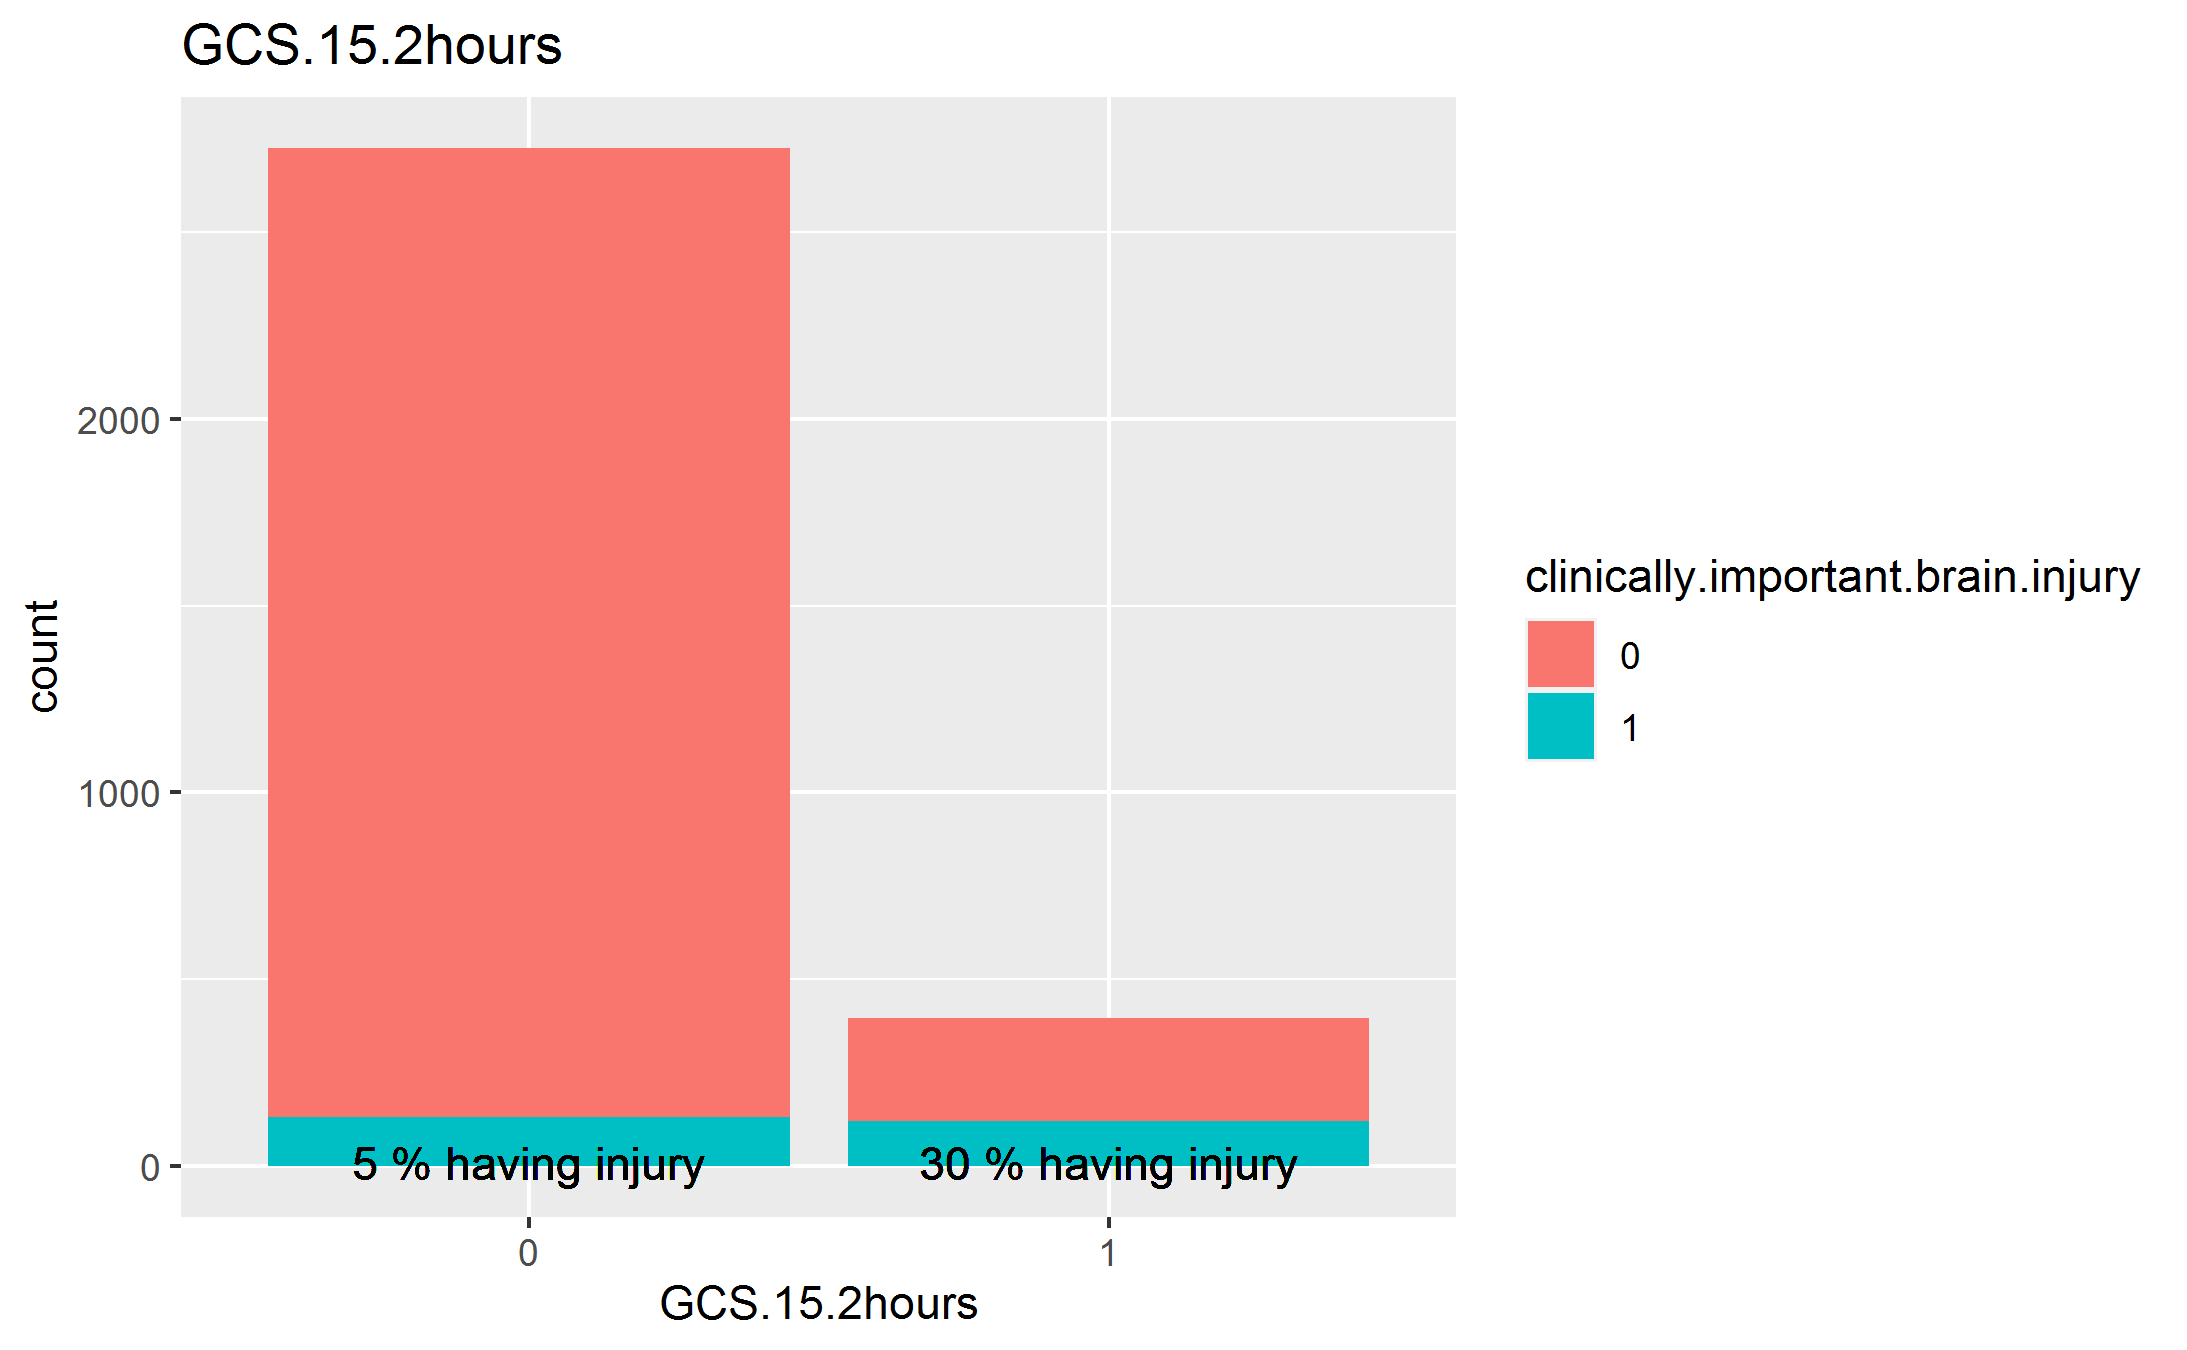 GCS.15.2hours
count
2000
1000
0
5 % having injury
30 % having injury
0
1
GCS.15.2hours
clinically.important.brain.injury
0
1